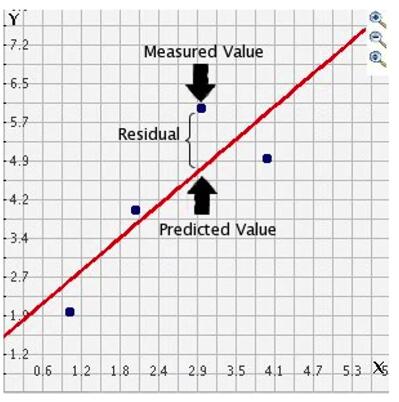 Y
7.2
Measured Value
6.5
5.7
Residual
4.9
4.2
Predicted Value
3.4
2.7
1.9
1.2
0.6 1.2 1.8 2.4 2.9 3.5 4.1 4.7 5.3 X